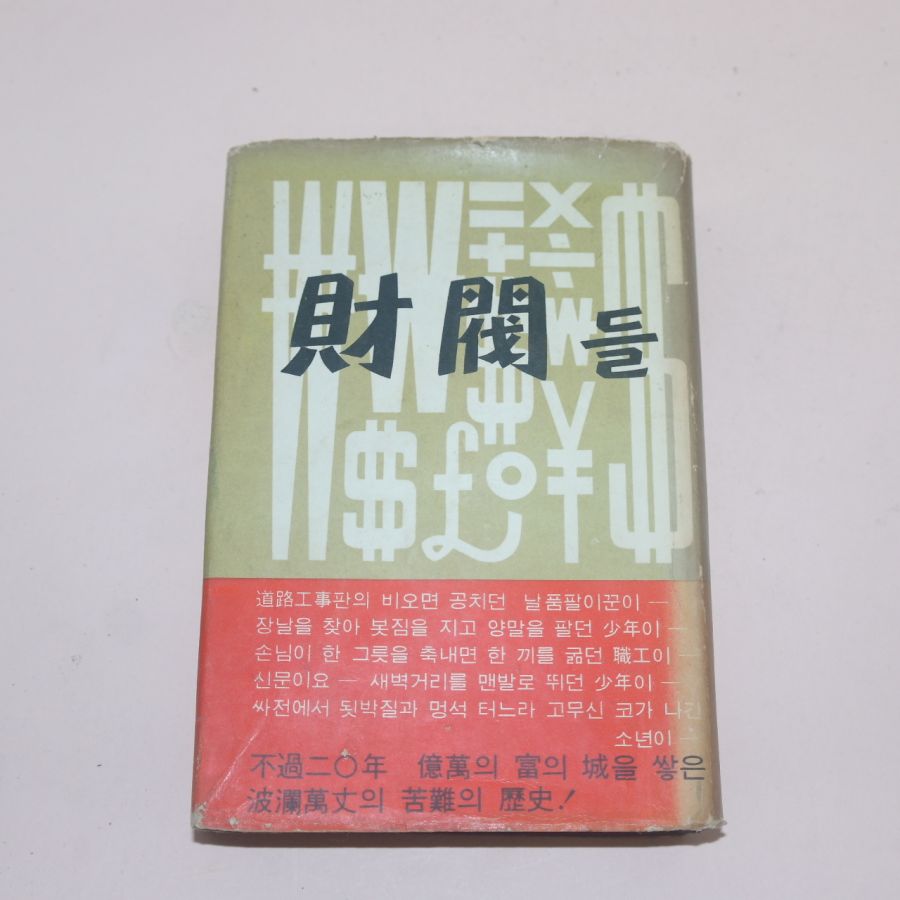 財閥들
道路工事판의 비오면 공치던 날품팔이꾼이 —
장날을 찾아 봇짐을 지고 양말을 팔던 少年이 —
손님이 한 그릇을 축내면 한 끼를 굶던 職工이 —
신문이요 — 새벽거리를 맨발로 뛰던 少年이 —
싸전에서 됫박질과 멍석 터느라 고무신 코가 나간
소년이 —
不過二〇年 億萬의 富의 城을 쌓은
波瀾萬丈의 苦難의 歷史!